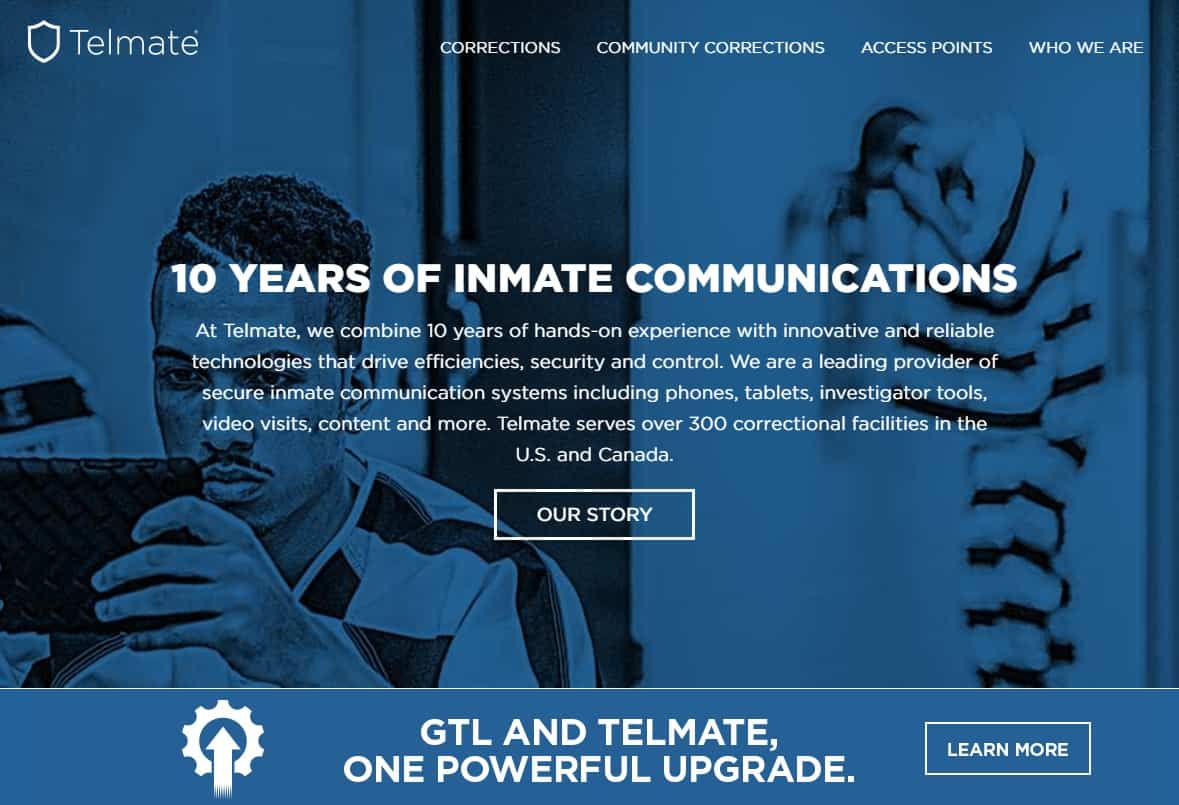 Telmate
CORRECTIONS
COMMUNITY CORRECTIONS
ACCESS POINTS
WHO WE ARE
10 YEARS OF INMATE COMMUNICATIONS
At Telmate, we combine 10 years of hands-on experience with innovative and reliable
technologies that drive efficiencies, security and control. We are a leading provider of
secure inmate communication systems including phones, tablets, investigator tools,
video visits, content and more. Telmate serves over 300 correctional facilities in the
U.S. and Canada.
OUR STORY
GTL AND TELMATE,
ONE POWERFUL UPGRADE.
LEARN MORE